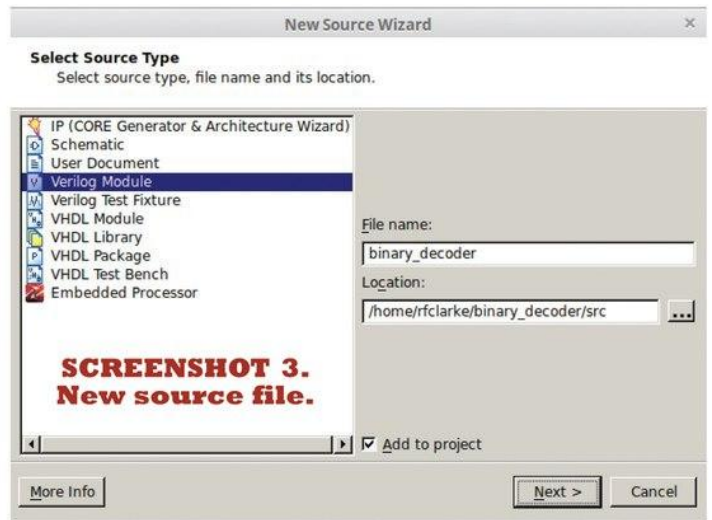 New Source Wizard
×
Select Source Type
Select source type, file name and its location.
IP (CORE Generator & Architecture Wizard)
Schematic
User Document
Verilog Module
Verilog Test Fixture
VHDL Module
VHDL Library
VHDL Package
VHDL Test Bench
Embedded Processor
SCREENSHOT 3.
New source file.
File name:
binary_decoder
Location:
/home/rfclarke/binary_decoder/src
...
Add to project
More Info
Next >
Cancel